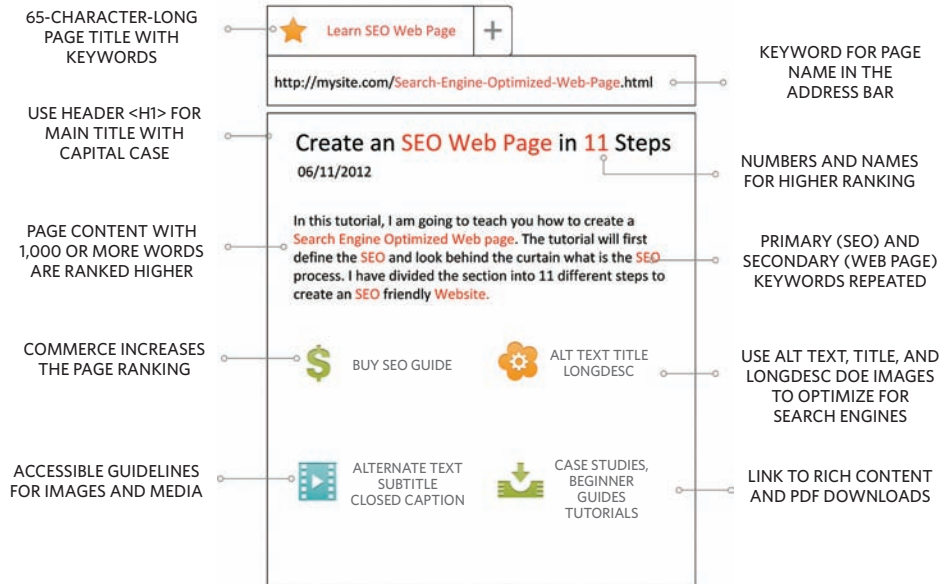 65-CHARACTER-LONG
PAGE TITLE WITH
KEYWORDS
Learn SEO Web Page
+
KEYWORD FOR PAGE
NAME IN THE
ADDRESS BAR
http://mysite.com/Search-Engine-Optimized-Web-Page.html
USE HEADER <H1> FOR
MAIN TITLE WITH
CAPITAL CASE
Create an SEO Web Page in 11 Steps
06/11/2012
NUMBERS AND NAMES
FOR HIGHER RANKING
PAGE CONTENT WITH
1,000 OR MORE WORDS
ARE RANKED HIGHER
In this tutorial, I am going to teach you how to create a
Search Engine Optimized Web page. The tutorial will first
define the SEO and look behind the curtain what is the SEO
process. I have divided the section into 11 different steps to
create an SEO friendly Website.
PRIMARY (SEO) AND
SECONDARY (WEB PAGE)
KEYWORDS REPEATED
COMMERCE INCREASES
THE PAGE RANKING
$
BUY SEO GUIDE
ALT TEXT TITLE
LONGDESC
USE ALT TEXT, TITLE, AND
LONGDESC DOE IMAGES
TO OPTIMIZE FOR
SEARCH ENGINES
ACCESSIBLE GUIDELINES
FOR IMAGES AND MEDIA
ALTERNATE TEXT
SUBTITLE
CLOSED CAPTION
CASE STUDIES,
BEGINNER
GUIDES
TUTORIALS
LINK TO RICH CONTENT
AND PDF DOWNLOADS